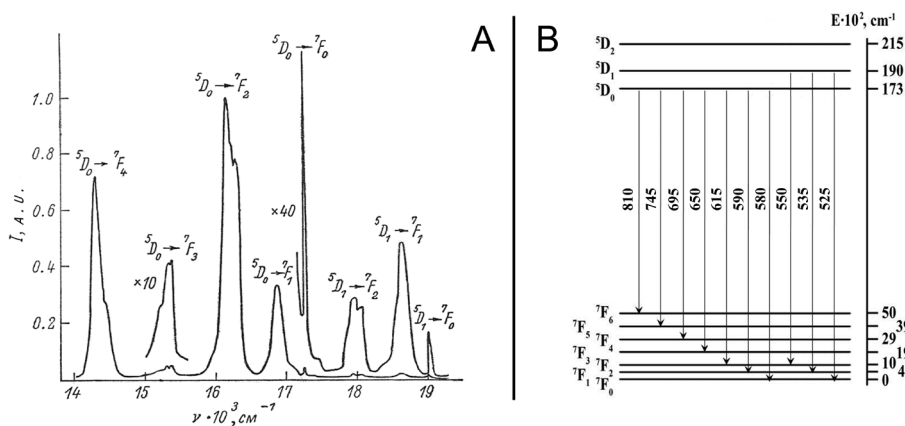 A
⁵D₀→⁷F₀
⁵D₀→⁷F₂
⁵D₀→⁷F₄
⁵D₀→⁷F₃
×10
⁵D₀→⁷F₁
×40
⁵D₁→⁷F₂
⁵D₁→⁷F₁
⁵D₁→⁷F₀
I, A. U.
1.0
0.8
0.6
0.4
0.2
14 15 16 17 18 19
ν·10³, см⁻¹
B
E·10², cm⁻¹
⁵D₂ 215
⁵D₁ 190
⁵D₀ 173
810 745 695 650 615 590 580 550 535 525
⁷F₆ 50
⁷F₅ 39
⁷F₄ 29
⁷F₃ 19
⁷F₂ 10
⁷F₁ 4
⁷F₀ 0